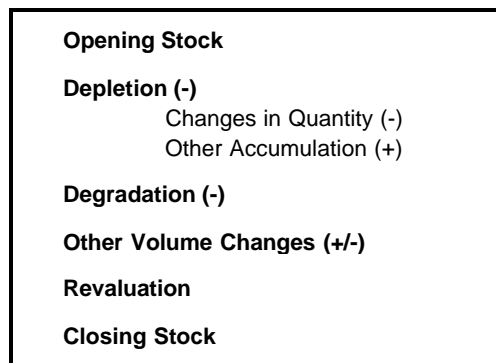 Opening Stock
Depletion (-)
Changes in Quantity (-)
Other Accumulation (+)
Degradation (-)
Other Volume Changes (+/-)
Revaluation
Closing Stock